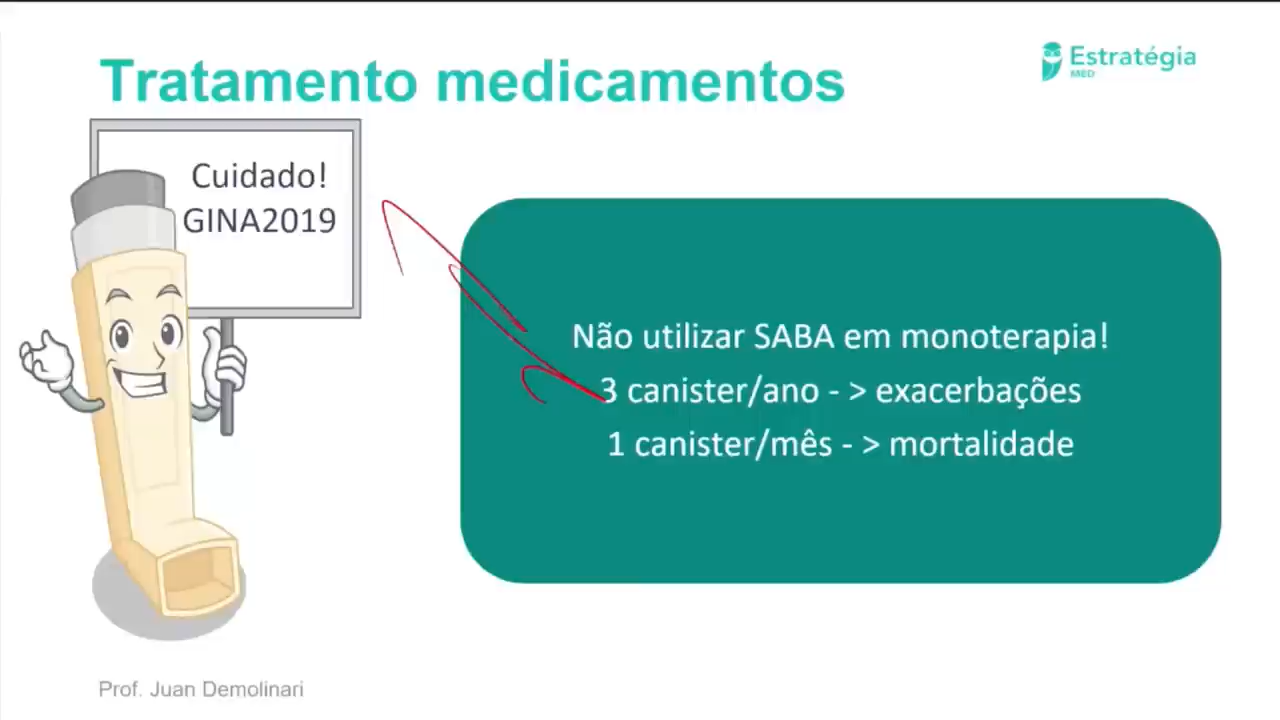 Tratamento medicamentos
Estratégia
MED
Cuidado!
GINA2019
Não utilizar SABA em monoterapia!
3 canister/ano - > exacerbações
1 canister/mês - > mortalidade
Prof. Juan Demolinari